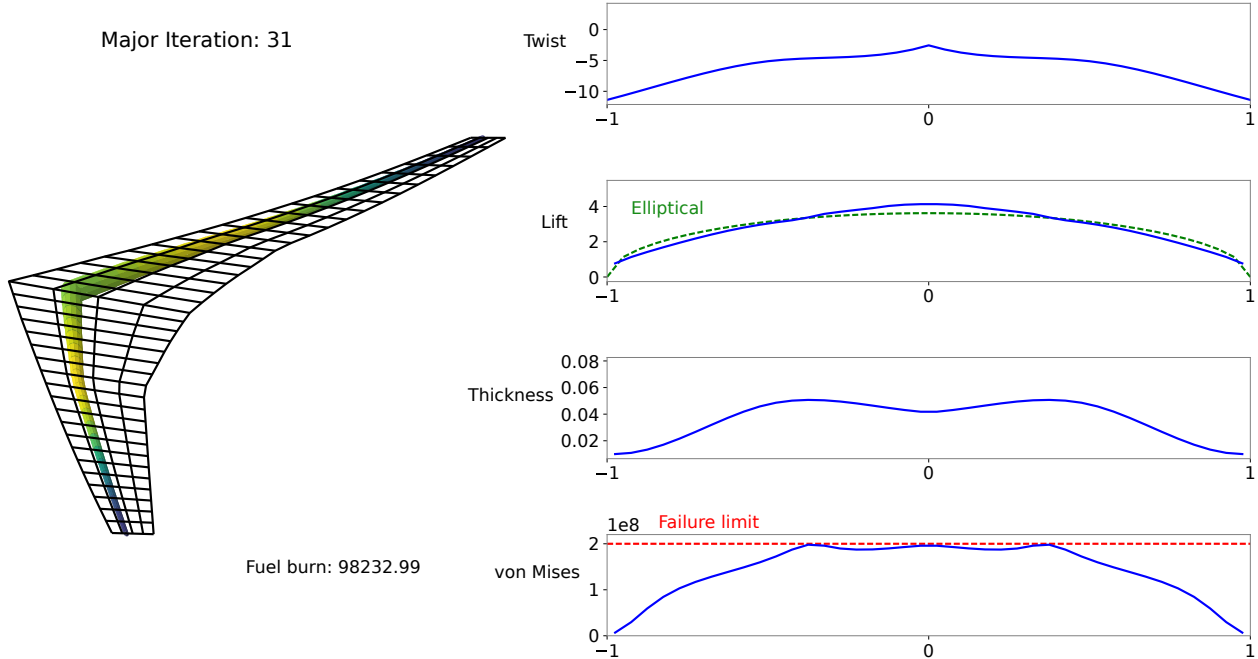 Major Iteration: 31
Twist
0
−5
−10
−1
0
1
Lift
Elliptical
4
2
0
−1
0
1
Thickness
0.08
0.06
0.04
0.02
−1
0
1
1e8
Failure limit
von Mises
2
1
0
−1
0
1
Fuel burn: 98232.99